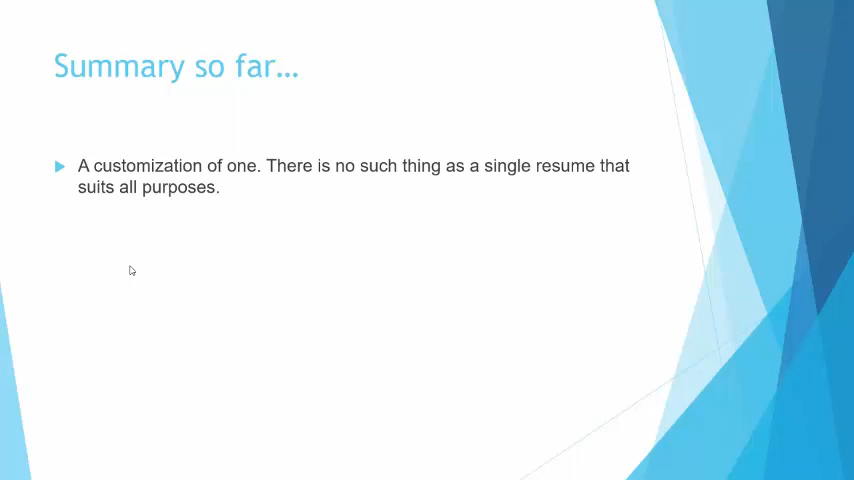 Summary so far...
A customization of one. There is no such thing as a single resume that
suits all purposes.